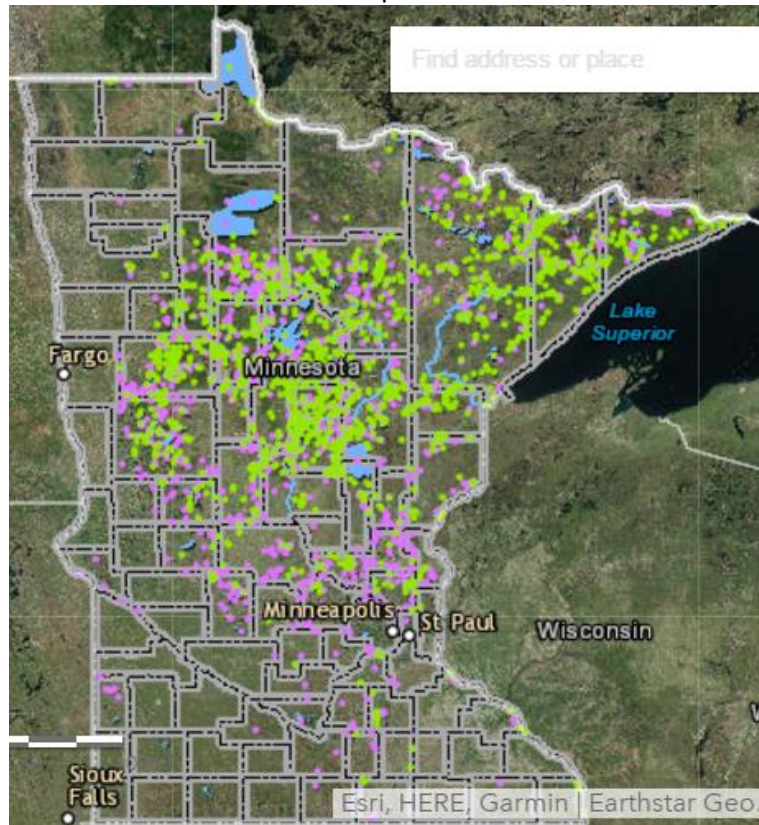 Find address or place
Lake
Superior
Fargo
Minnesota
Minneapolis
St Paul
Wisconsin
Sioux
Falls
Esri, HERE, Garmin | Earthstar Geo.